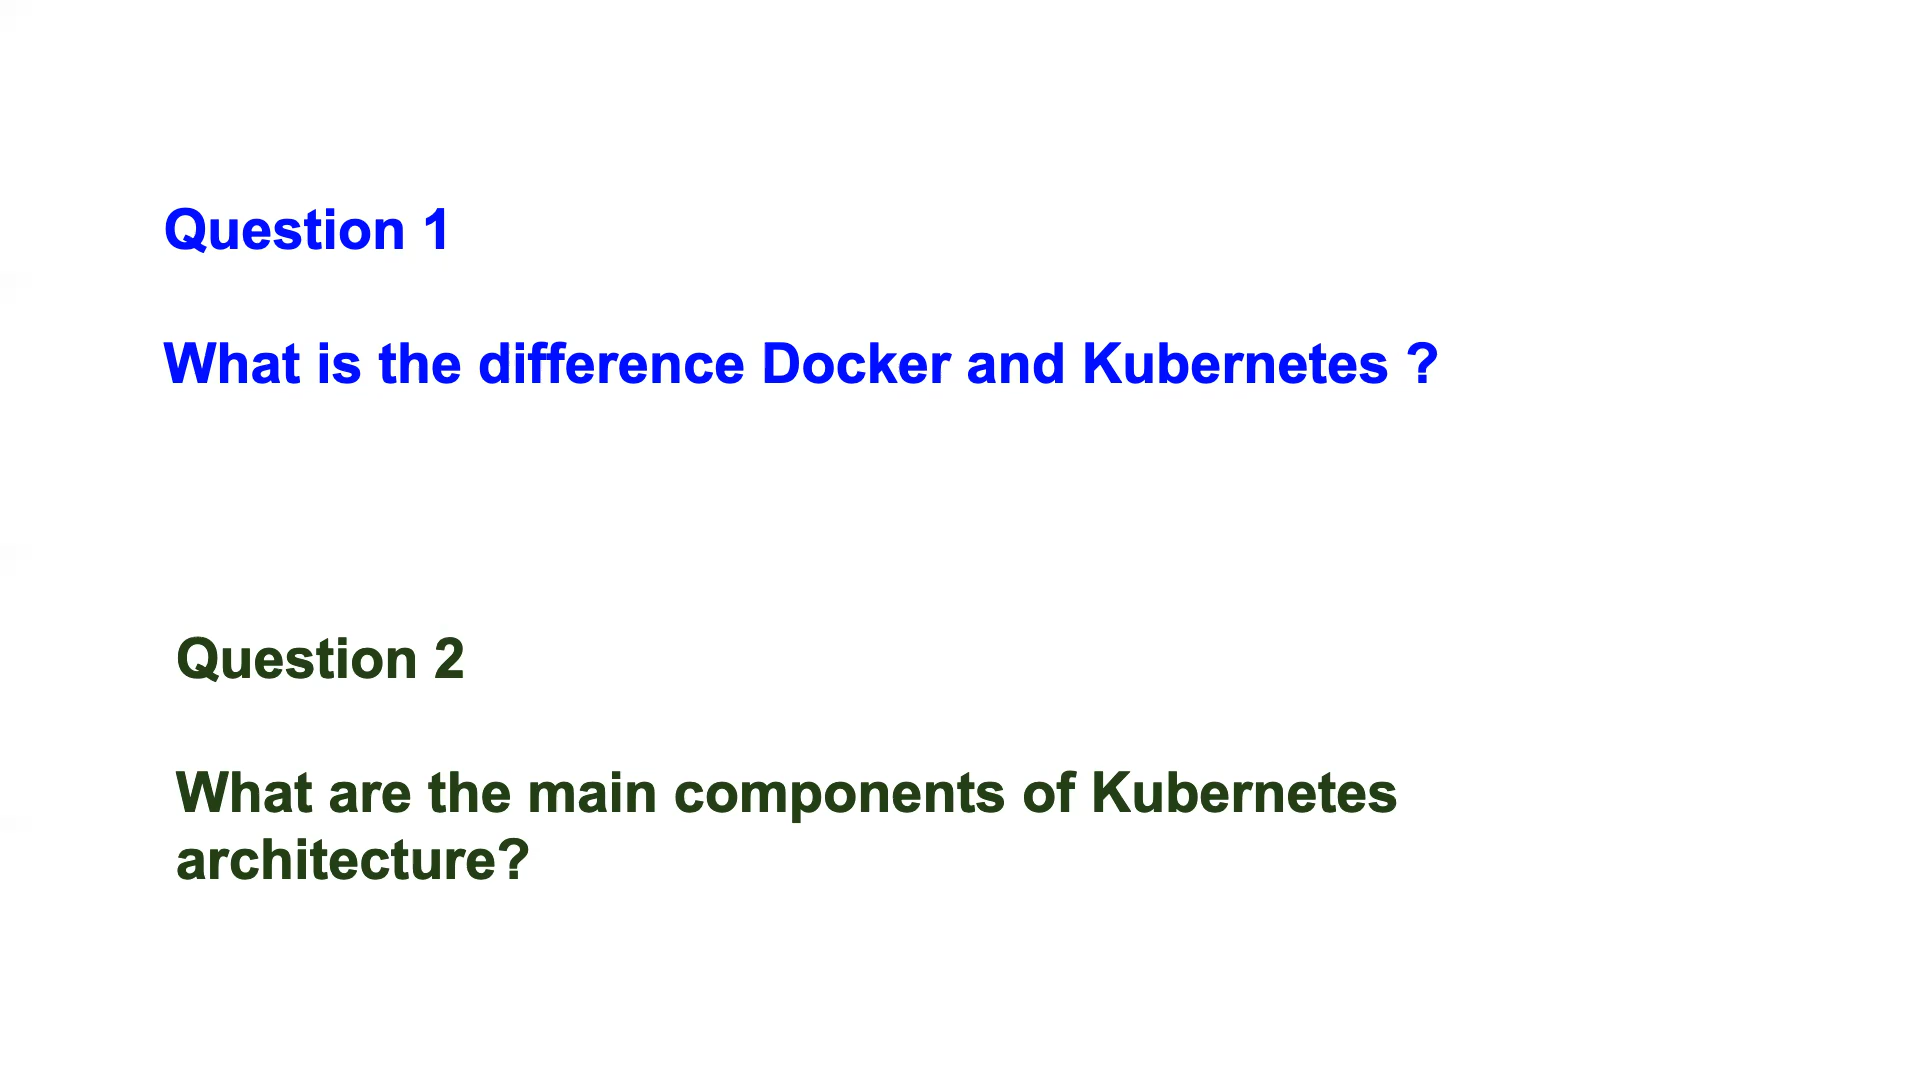 Question 1
What is the difference Docker and Kubernetes ?
Question 2
What are the main components of Kubernetes
architecture?